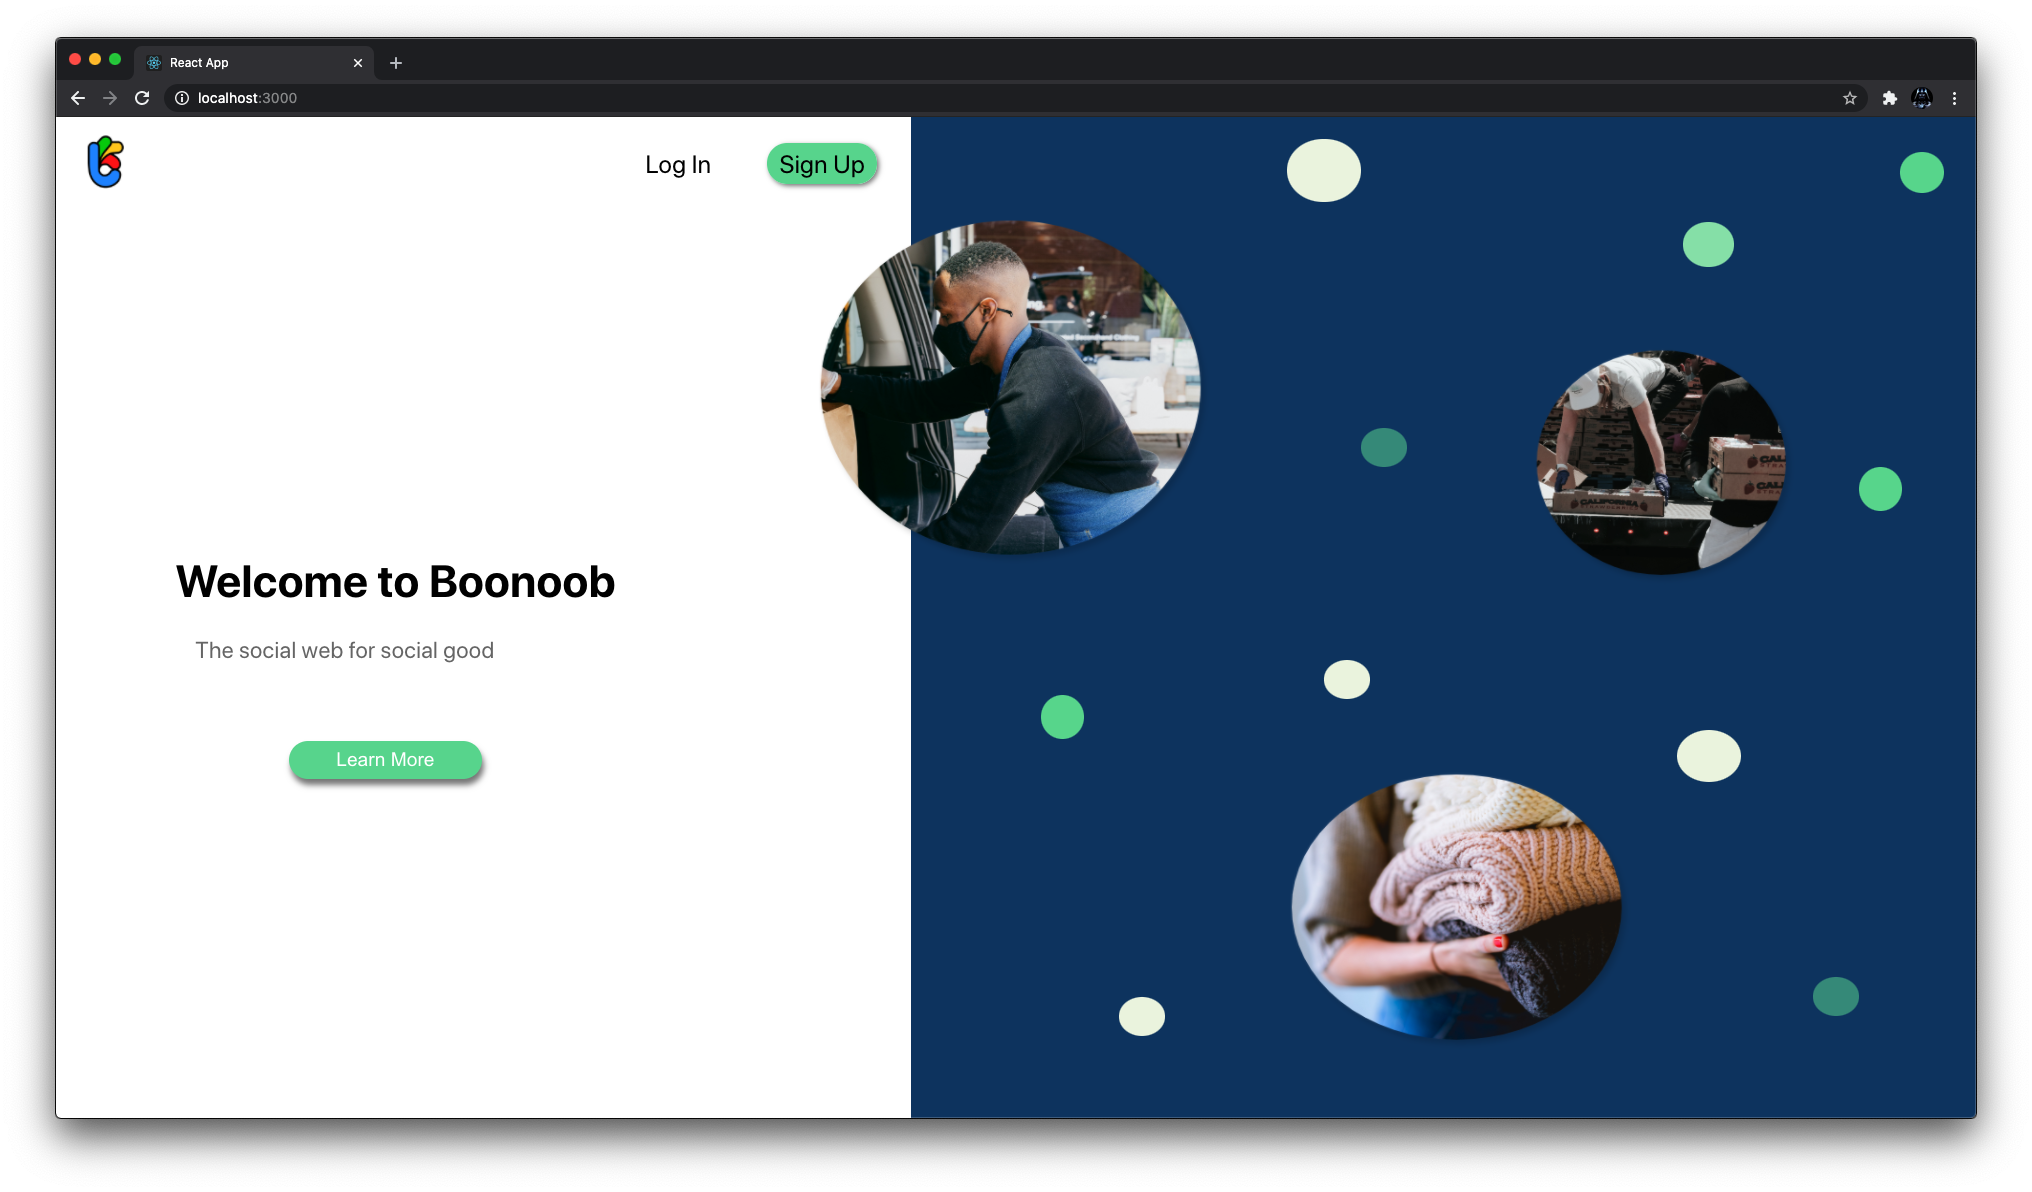 React App
localhost:3000
Log In
Sign Up
Welcome to Boonoob
The social web for social good
Learn More
CALIFORNIA